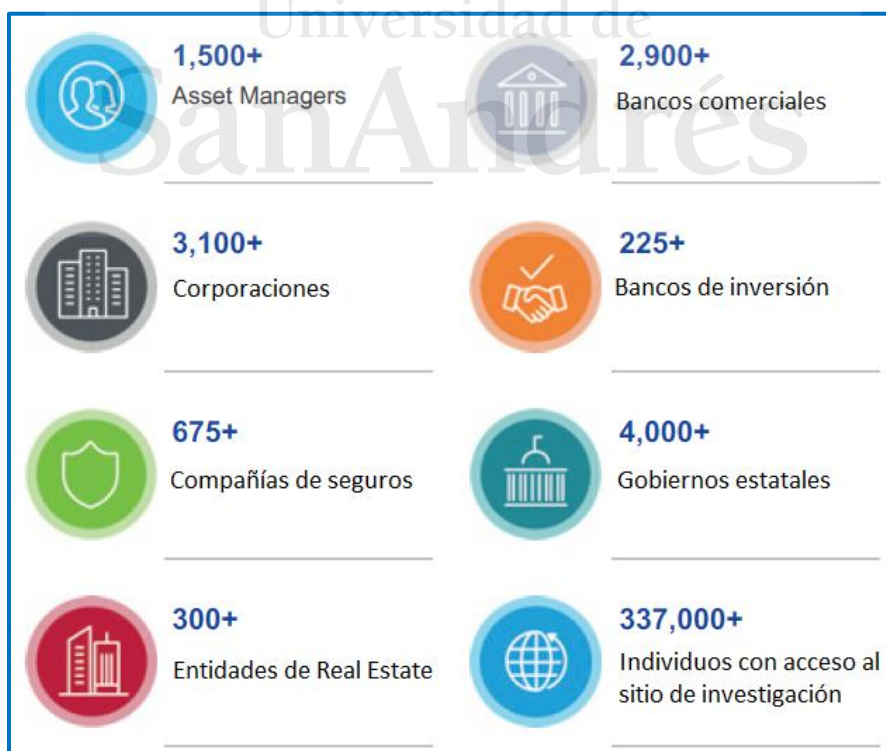 Universidad de
SanAndrés
1,500+
Asset Managers
2,900+
Bancos comerciales
3,100+
Corporaciones
225+
Bancos de inversión
675+
Compañías de seguros
4,000+
Gobiernos estatales
300+
Entidades de Real Estate
337,000+
Individuos con acceso al
sitio de investigación